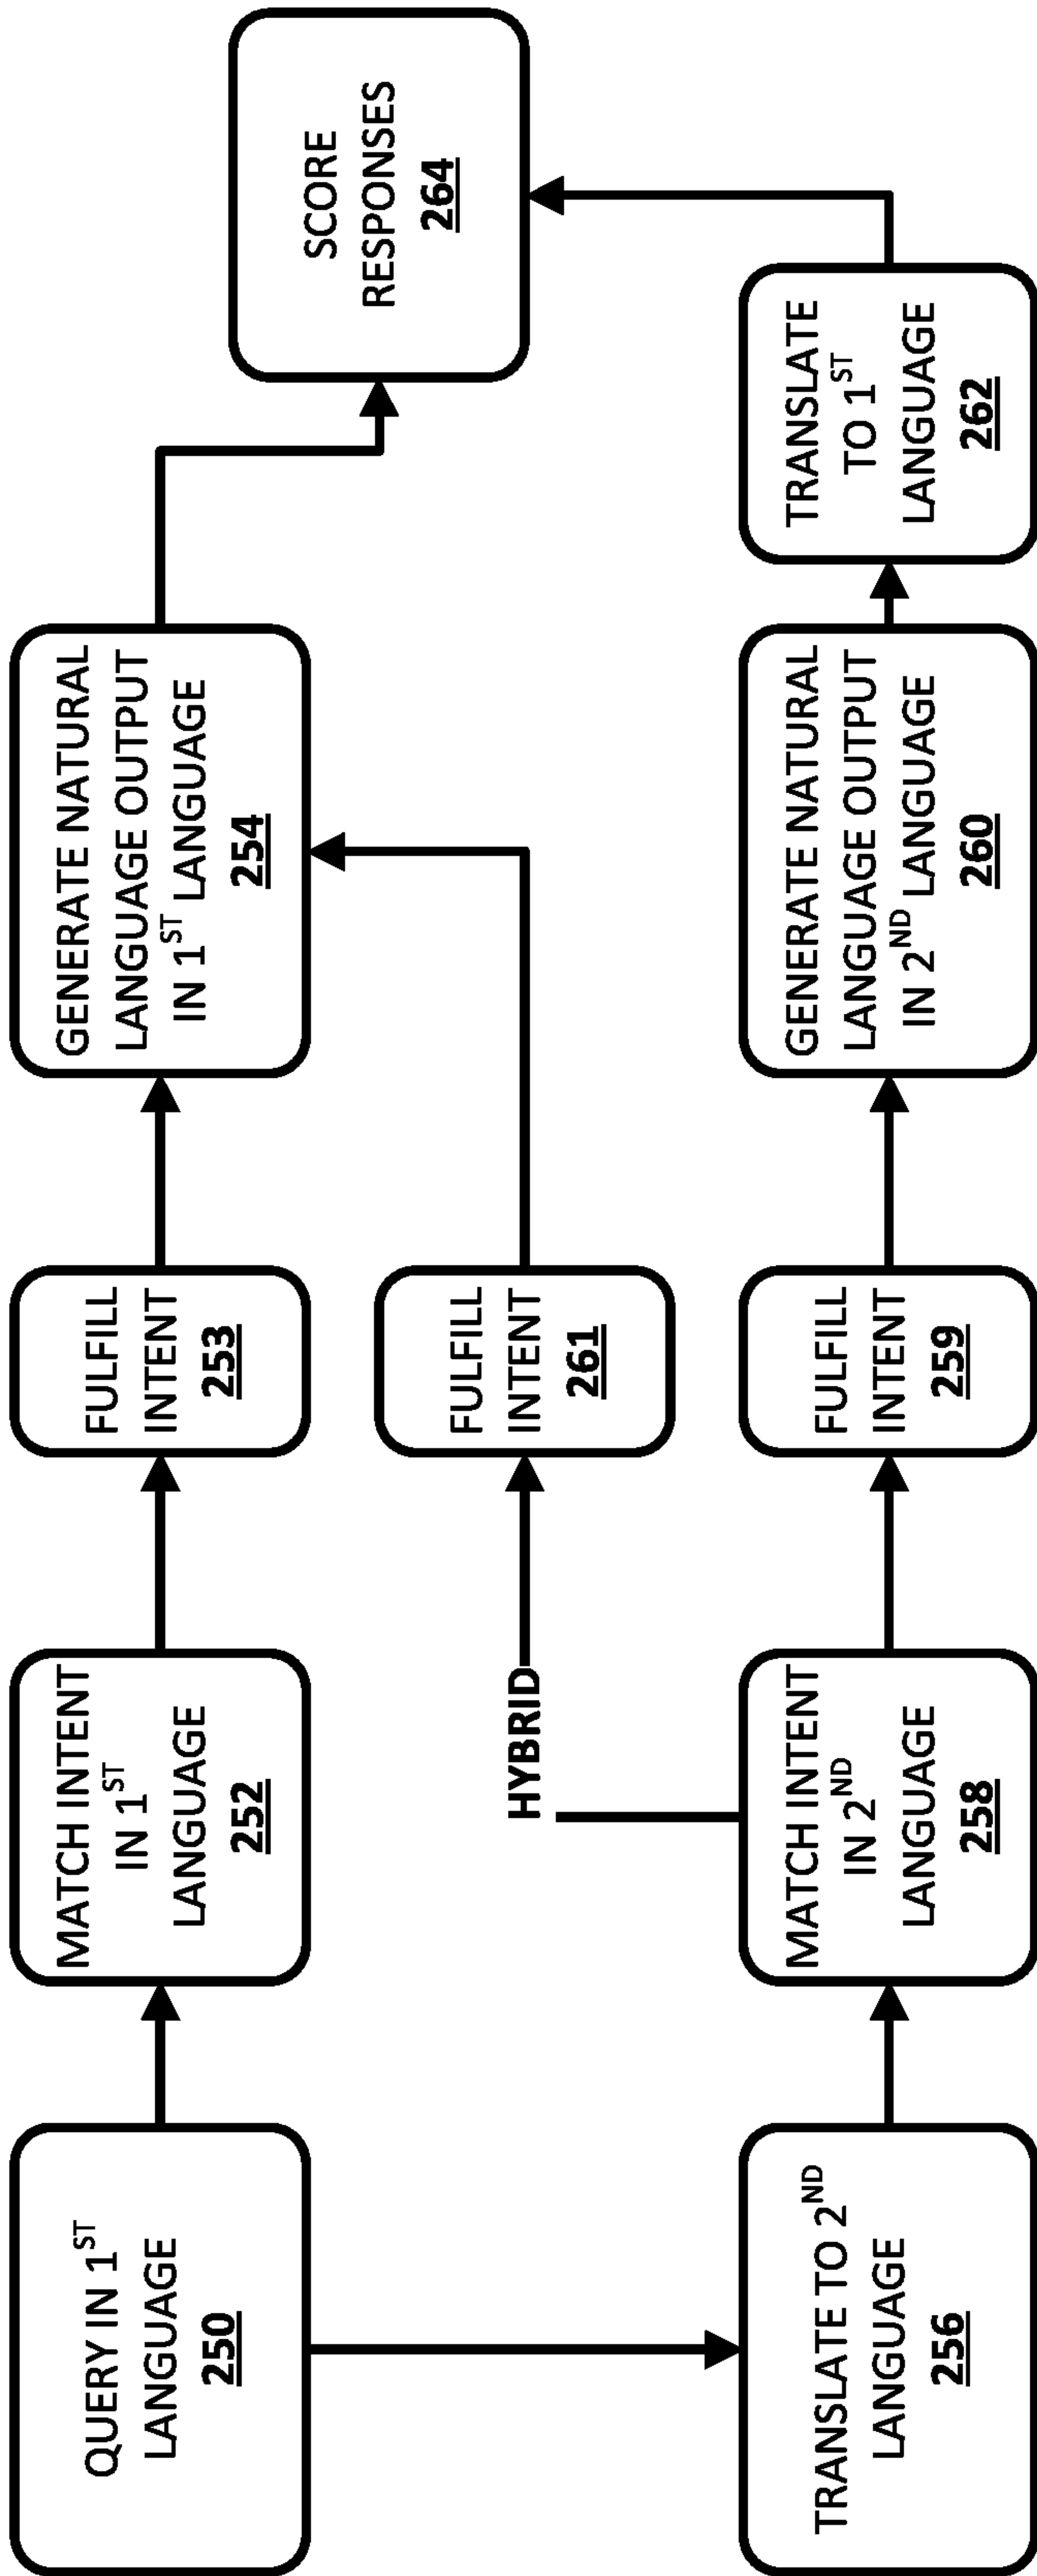 QUERY IN 1ST
LANGUAGE
250
MATCH INTENT
IN 1ST
LANGUAGE
252
FULFILL
INTENT
253
GENERATE NATURAL
LANGUAGE OUTPUT
IN 1ST LANGUAGE
254
SCORE
RESPONSES
264
HYBRID
FULFILL
INTENT
261
TRANSLATE TO 2ND
LANGUAGE
256
MATCH INTENT
IN 2ND
LANGUAGE
258
FULFILL
INTENT
259
GENERATE NATURAL
LANGUAGE OUTPUT
IN 2ND LANGUAGE
260
TRANSLATE
TO 1ST
LANGUAGE
262